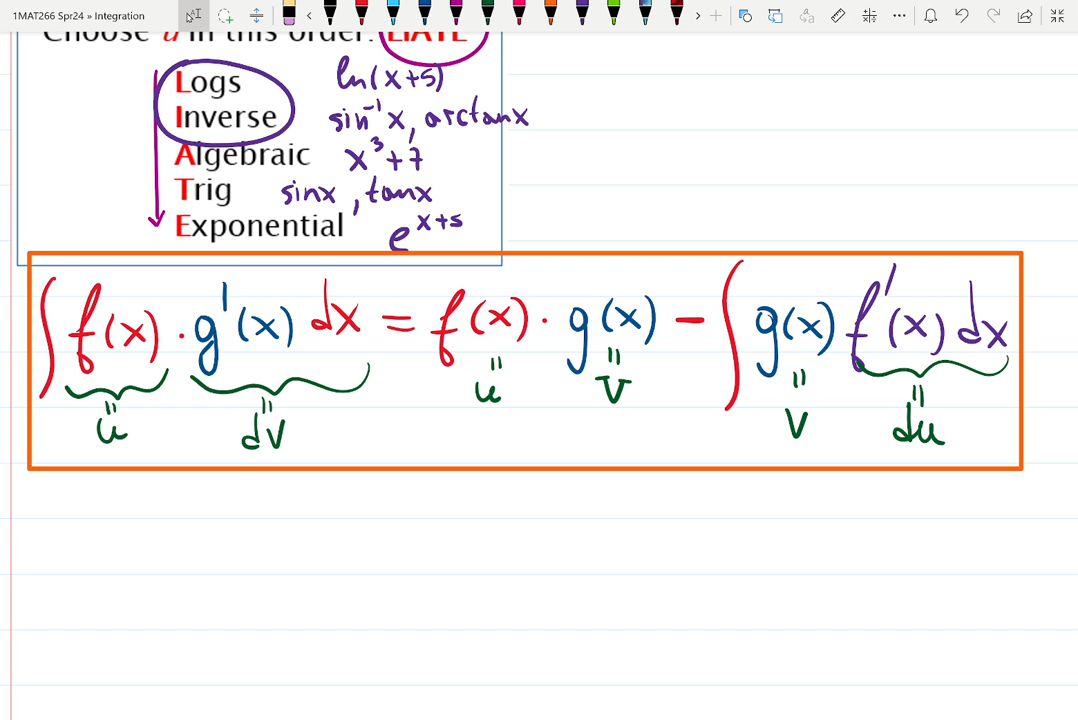 1MAT266 Spr24 » Integration
Choose u in this order: LIATE
Logs ln(x+5)
Inverse sin⁻¹x, arctanx
Algebraic x³+7
Trig sinx, tanx
Exponential e^(x+5)
∫ f(x) · g'(x) dx = f(x) · g(x) − ∫ g(x) f'(x) dx
u dv u v v du